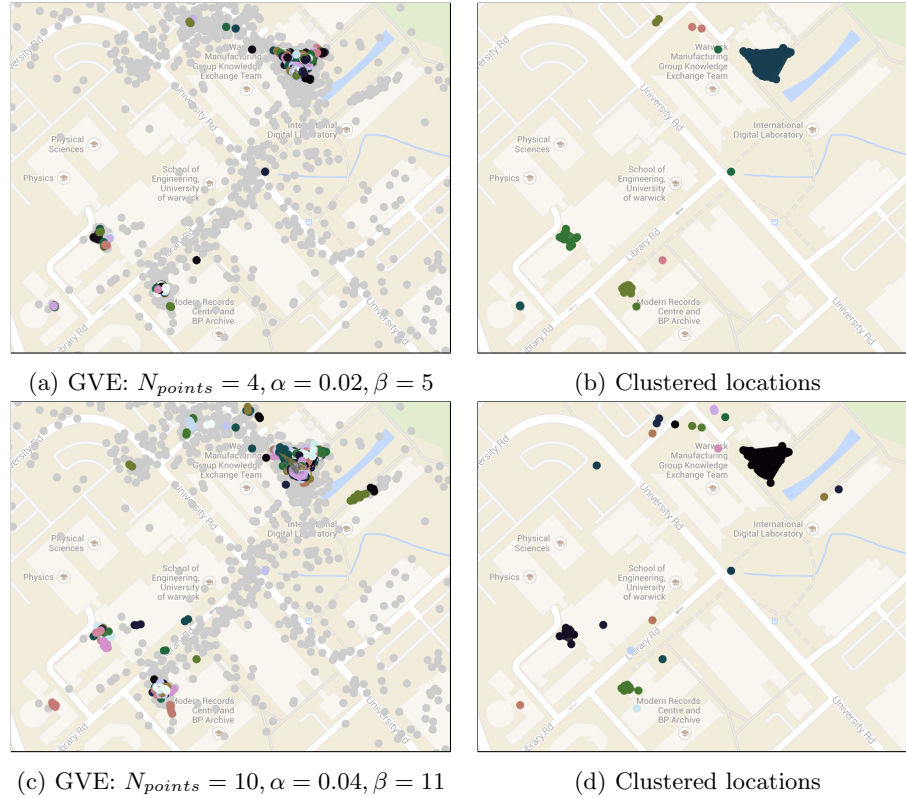 University Rd
Warwick
Manufacturing
Group Knowledge
Exchange Team
University Rd
International
Digital Laboratory
Physical
Sciences
Physics
School of
Engineering,
University
of warwick
Library Rd
Modern Records
Centre and
BP Archive
University Rd
Library Rd
Warwick
Manufacturing
Group Knowledge
Exchange Team
University Rd
International
Digital Laboratory
Physical
Sciences
Physics
School of
Engineering,
University
of warwick
Library Rd
Modern Records
Centre and
BP Archive
University Rd
Library Rd
(a) GVE: N_{points} = 4, α = 0.02, β = 5
(b) Clustered locations
University Rd
Manufacturing
Group Knowledge
Exchange Team
University Rd
International
Digital Laboratory
Physical
Sciences
Physics
School of
Engineering,
University
of warwick
Library Rd
Modern Records
Centre and
BP Archive
University Rd
Library Rd
University Rd
Warwick
Manufacturing
Group Knowledge
Exchange Team
University Rd
International
Digital Laboratory
Physical
Sciences
Physics
School of
Engineering,
University
of warwick
Library Rd
Modern Records
Centre and
BP Archive
University Rd
Library Rd
(c) GVE: N_{points} = 10, α = 0.04, β = 11
(d) Clustered locations